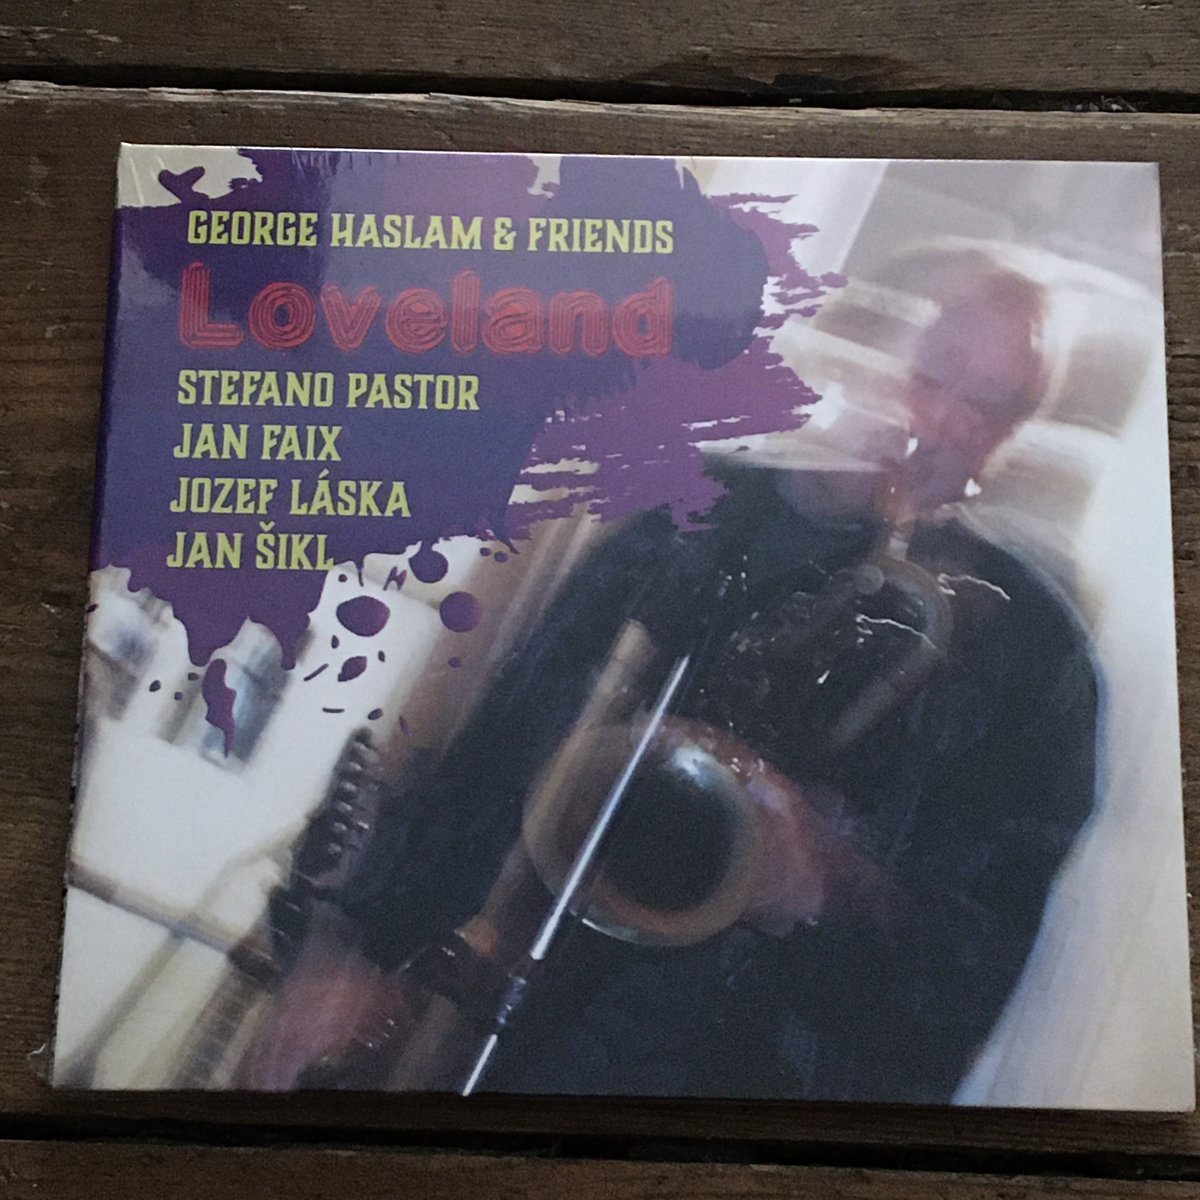 GEORGE HASLAM & FRIENDS
Loveland
STEFANO PASTOR
JAN FAIX
JOZEF LÁSKA
JAN ŠIKL